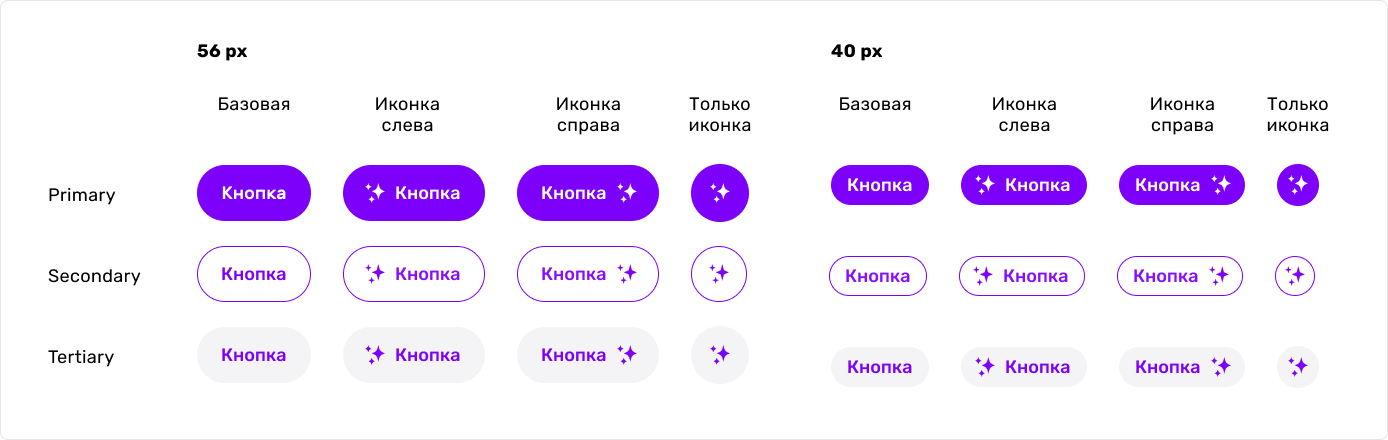 56 px 40 px
Базовая Иконка Иконка Только Базовая Иконка Иконка Только
слева справа иконка слева справа иконка
Primary Кнопка Кнопка Кнопка Кнопка Кнопка Кнопка
Secondary Кнопка Кнопка Кнопка Кнопка Кнопка Кнопка
Tertiary Кнопка Кнопка Кнопка Кнопка Кнопка Кнопка